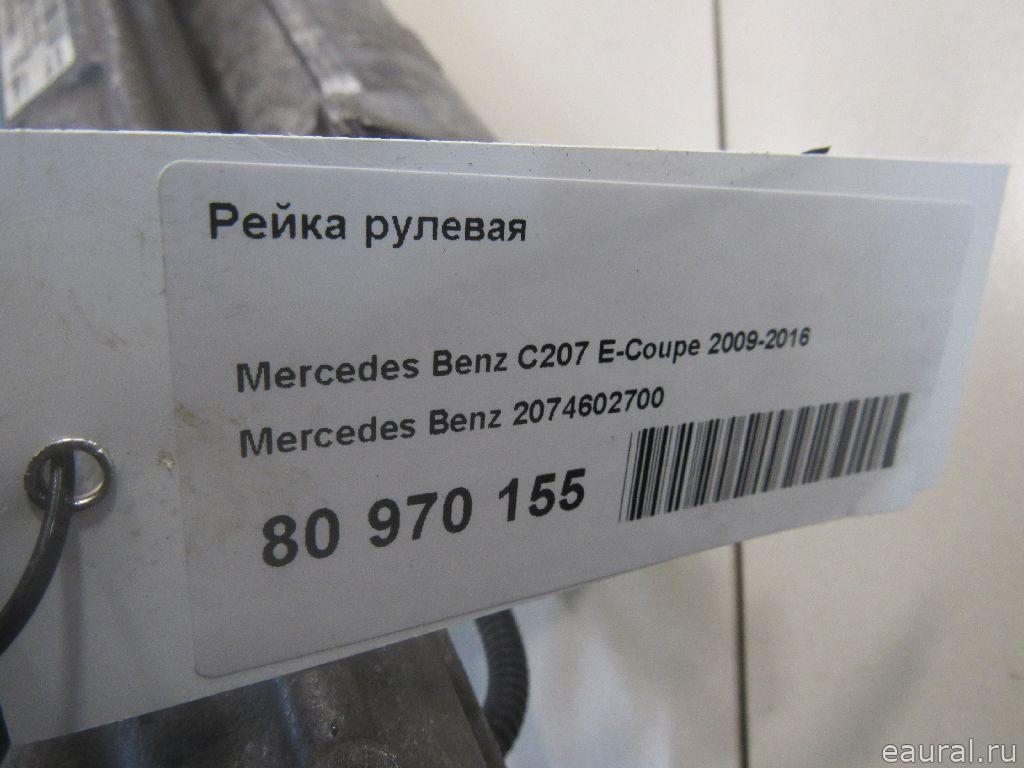 Рейка рулевая
Mercedes Benz C207 E-Coupe 2009-2016
Mercedes Benz 2074602700
80 970 155
eaural.ru